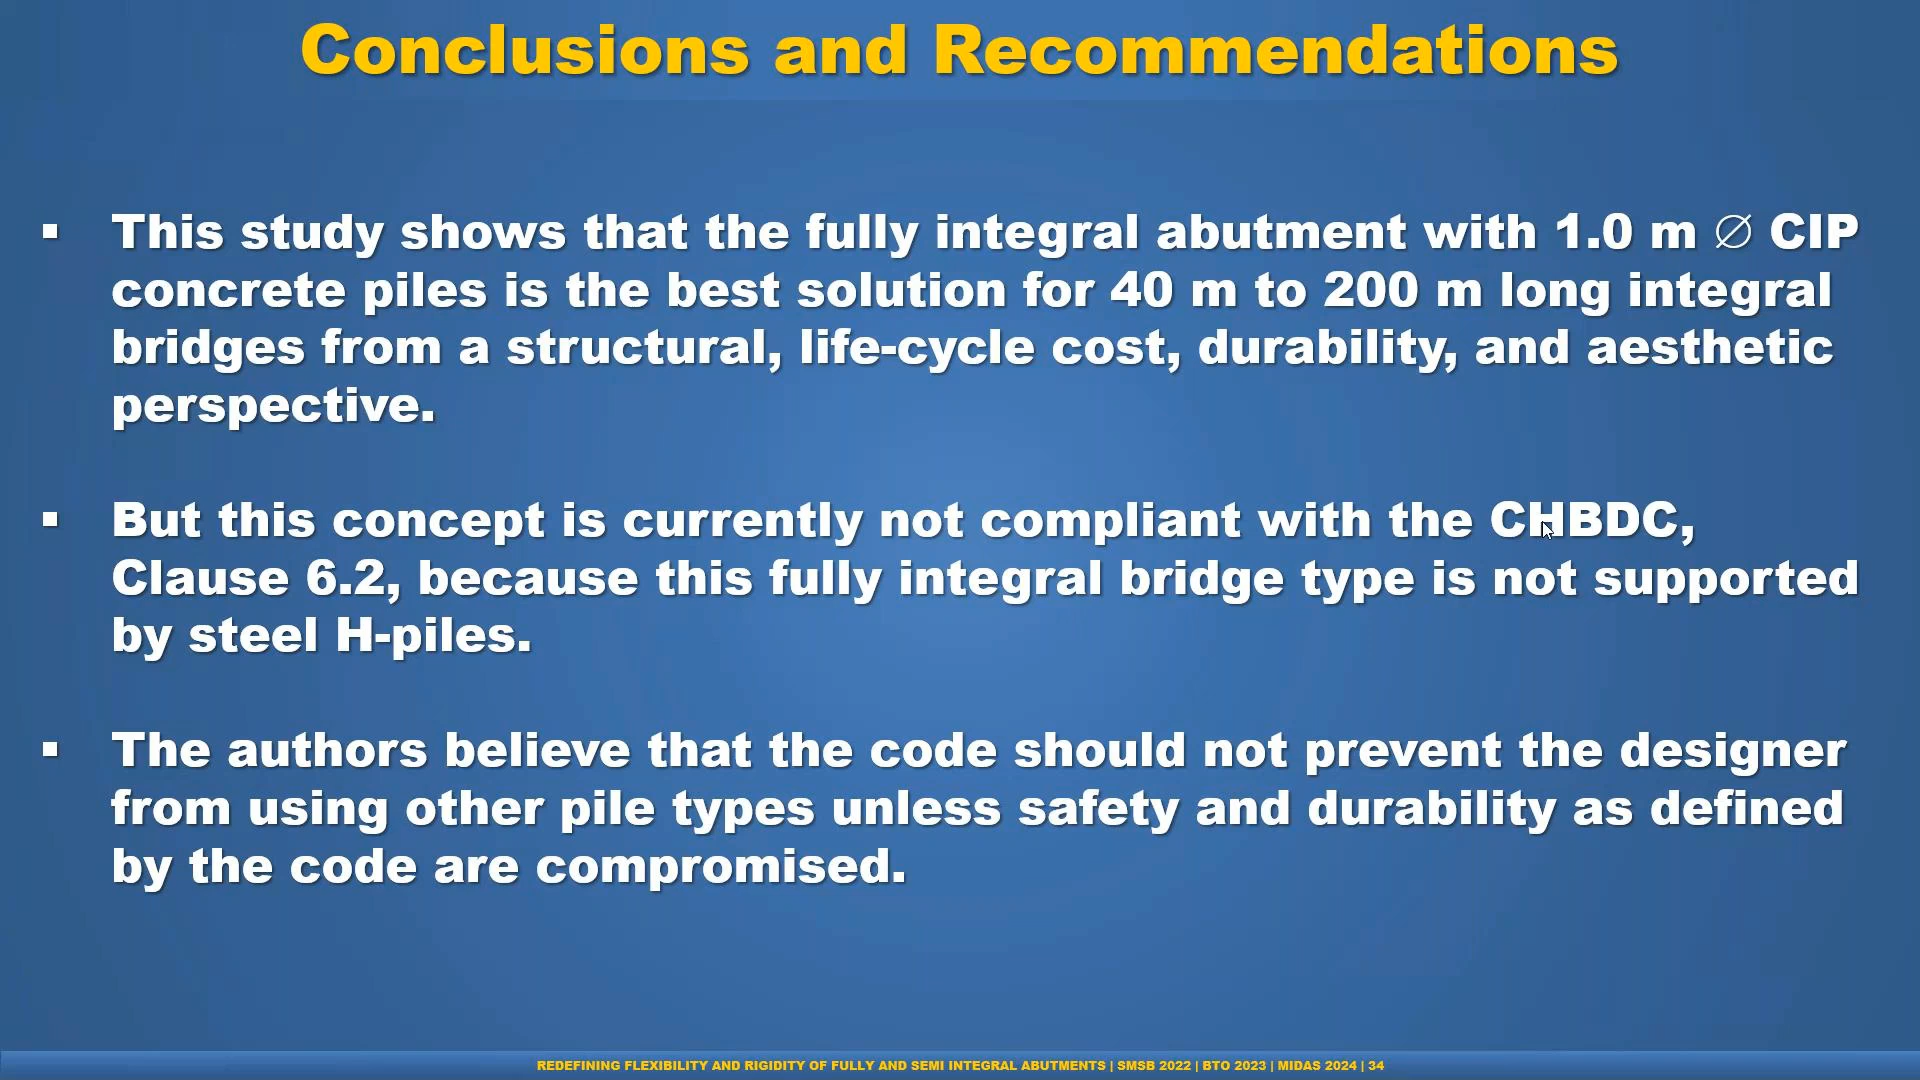 Conclusions and Recommendations
▪ This study shows that the fully integral abutment with 1.0 m ∅ CIP
concrete piles is the best solution for 40 m to 200 m long integral
bridges from a structural, life-cycle cost, durability, and aesthetic
perspective.
▪ But this concept is currently not compliant with the CHBDC,
Clause 6.2, because this fully integral bridge type is not supported
by steel H-piles.
▪ The authors believe that the code should not prevent the designer
from using other pile types unless safety and durability as defined
by the code are compromised.
REDEFINING FLEXIBILITY AND RIGIDITY OF FULLY AND SEMI INTEGRAL ABUTMENTS | SMSB 2022 | BTO 2023 | MIDAS 2024 | 34